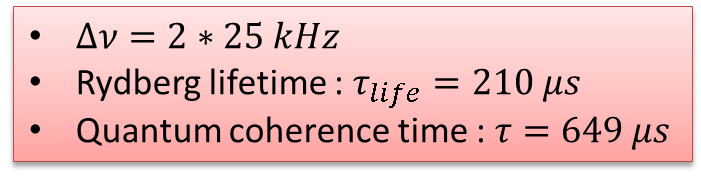 • Δν = 2 * 25 kHz
• Rydberg lifetime : τ_life = 210 μs
• Quantum coherence time : τ = 649 μs